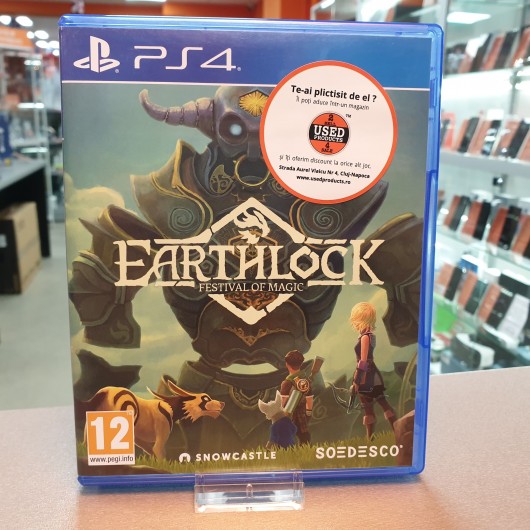 PS4
Te-ai plictisit de el ?
Îl poți aduce într-un magazin
USED
PRODUCTS
și îți oferim discount la orice alt joc.
Strada Aurel Vlaicu Nr 4, Cluj-Napoca
www.usedproducts.ro
EARTHLOCK
FESTIVAL OF MAGIC
12
www.pegi.info
SNOWCASTLE
SOEDESCO